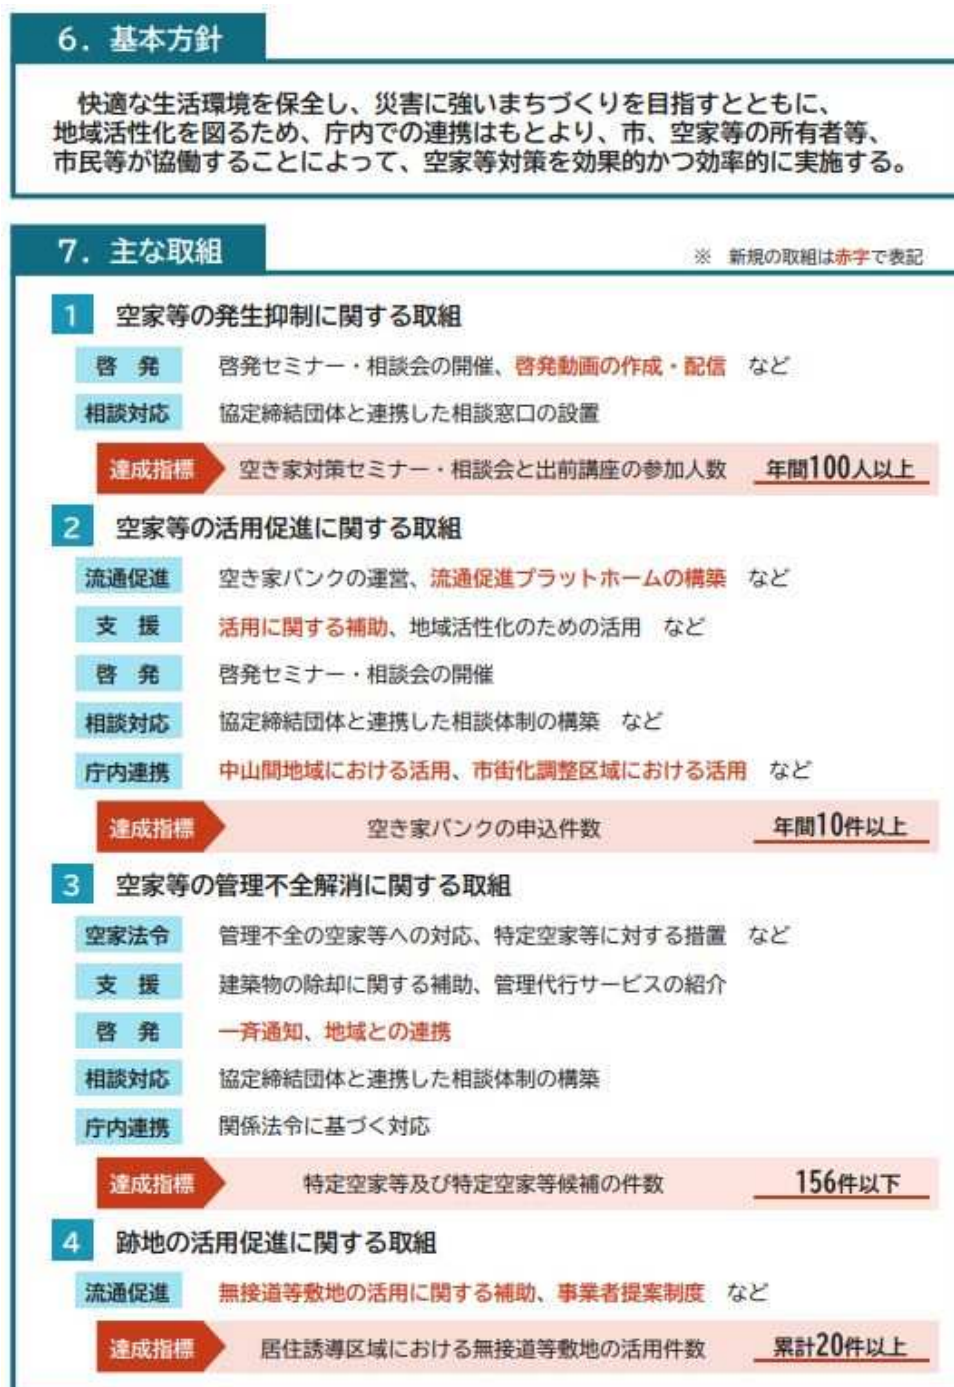 6．基本方針
快適な生活環境を保全し、災害に強いまちづくりを目指すとともに、
地域活性化を図るため、庁内での連携はもとより、市、空家等の所有者等、
市民等が協働することによって、空家等対策を効果的かつ効率的に実施する。
7．主な取組
※　新規の取組は赤字で表記
1　空家等の発生抑制に関する取組
啓　発　啓発セミナー・相談会の開催、啓発動画の作成・配信　など
相談対応　協定締結団体と連携した相談窓口の設置
達成指標　空き家対策セミナー・相談会と出前講座の参加人数　年間100人以上
2　空家等の活用促進に関する取組
流通促進　空き家バンクの運営、流通促進プラットホームの構築　など
支　援　活用に関する補助、地域活性化のための活用　など
啓　発　啓発セミナー・相談会の開催
相談対応　協定締結団体と連携した相談体制の構築　など
庁内連携　中山間地域における活用、市街化調整区域における活用　など
達成指標　空き家バンクの申込件数　年間10件以上
3　空家等の管理不全解消に関する取組
空家法令　管理不全の空家等への対応、特定空家等に対する措置　など
支　援　建築物の除却に関する補助、管理代行サービスの紹介
啓　発　一斉通知、地域との連携
相談対応　協定締結団体と連携した相談体制の構築
庁内連携　関係法令に基づく対応
達成指標　特定空家等及び特定空家等候補の件数　156件以下
4　跡地の活用促進に関する取組
流通促進　無接道等敷地の活用に関する補助、事業者提案制度　など
達成指標　居住誘導区域における無接道等敷地の活用件数　累計20件以上